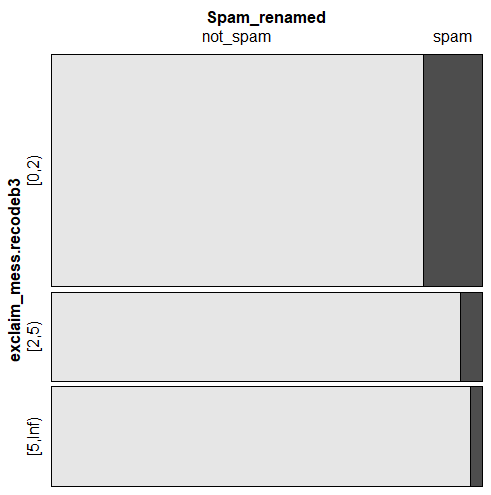 Spam_renamed
not_spam spam
exclaim_mess.recodeb3
[0,2)
[2,5)
[5,Inf)